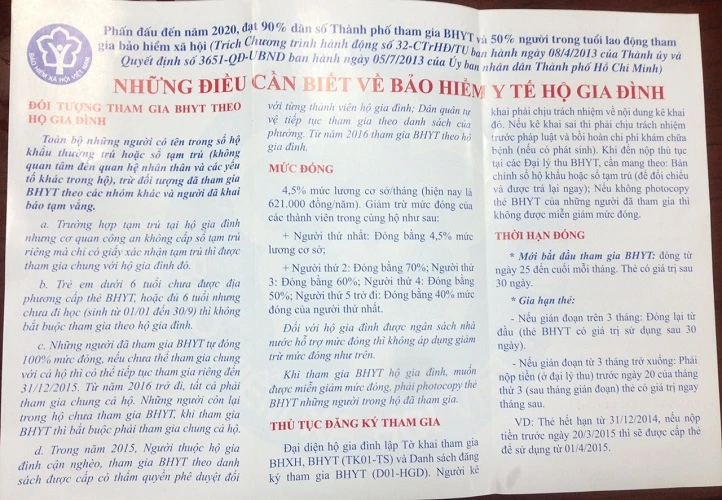 Phấn đấu đến năm 2020, đạt 90% dân số Thành phố tham gia BHYT và 50% người trong tuổi lao động tham
gia bảo hiểm xã hội (Trích Chương trình hành động số 32-CTrHĐ/TU ban hành ngày 08/4/2013 của Thành ủy và
Quyết định số 3651-QĐ-UBND ban hành ngày 05/7/2013 của Ủy ban nhân dân Thành phố Hồ Chí Minh)
BẢO HIỂM XÃ HỘI VIỆT NAM
NHỮNG ĐIỀU CẦN BIẾT VỀ BẢO HIỂM Y TẾ HỘ GIA ĐÌNH
ĐỐI TƯỢNG THAM GIA BHYT THEO
HỘ GIA ĐÌNH
Toàn bộ những người có tên trong sổ hộ
khẩu thường trú hoặc sổ tạm trú (không
quan tâm đến quan hệ nhân thân và các yếu
tố khác trong hộ), trừ đối tượng đã tham gia
BHYT theo các nhóm khác và người đã khai
báo tạm vắng.
a. Trường hợp tạm trú tại hộ gia đình
nhưng cơ quan công an không cấp sổ tạm trú
riêng mà chỉ có giấy xác nhận tạm trú thì được
tham gia chung với hộ gia đình đó.
b. Trẻ em dưới 6 tuổi chưa được địa
phương cấp thẻ BHYT, hoặc đủ 6 tuổi nhưng
chưa đi học (sinh từ 01/01 đến 30/9) thì không
bắt buộc tham gia theo hộ gia đình.
c. Những người đã tham gia BHYT tự đóng
100% mức đóng, nếu chưa thể tham gia chung
với cả hộ thì có thể tiếp tục tham gia riêng đến
31/12/2015. Từ năm 2016 trở đi, tất cả phải
tham gia chung cả hộ. Những người còn lại
trong hộ chưa tham gia BHYT, khi tham gia
BHYT thì bắt buộc phải tham gia chung cả hộ.
d. Trong năm 2015, Người thuộc hộ gia
đình cận nghèo, tham gia BHYT theo danh
sách được cấp có thẩm quyền phê duyệt đối
với từng thành viên hộ gia đình; Dân quân tự
vệ tiếp tục tham gia theo danh sách của
phường. Từ năm 2016 tham gia BHYT theo hộ
gia đình.
MỨC ĐÓNG
4,5% mức lương cơ sở/tháng (hiện nay là
621.000 đồng/năm). Giảm trừ mức đóng của
các thành viên trong cùng hộ như sau:
+ Người thứ nhất: Đóng bằng 4,5% mức
lương cơ sở;
+ Người thứ 2: Đóng bằng 70%; Người thứ
3: Đóng bằng 60%; Người thứ 4: Đóng bằng
50%; Người thứ 5 trở đi: Đóng bằng 40% mức
đóng của người thứ nhất.
Đối với hộ gia đình được ngân sách nhà
nước hỗ trợ mức đóng thì không áp dụng giảm
trừ mức đóng như trên.
Khi tham gia BHYT hộ gia đình, muốn
được miễn giảm mức đóng, phải photocopy thẻ
BHYT những người trong hộ đã tham gia.
THỦ TỤC ĐĂNG KÝ THAM GIA
Đại diện hộ gia đình lập Tờ khai tham gia
BHXH, BHYT (TK01-TS) và Danh sách đăng
ký tham gia BHYT (D01-HGD). Người kê
khai phải chịu trách nhiệm về nội dung kê khai
đó. Nếu kê khai sai thì phải chịu trách nhiệm
trước pháp luật và bồi hoàn chi phí khám chữa
bệnh (nếu có phát sinh). Khi đến nộp thủ tục
tại các Đại lý thu BHYT, cần mang theo: Bản
chính sổ hộ khẩu hoặc sổ tạm trú (để đối chiếu
và được trả lại ngay); Nếu không photocopy
thẻ BHYT của những người đã tham gia thì
không được miễn giảm mức đóng.
THỜI HẠN ĐÓNG
* Mới bắt đầu tham gia BHYT: đóng từ
ngày 25 đến cuối mỗi tháng. Thẻ có giá trị sau
30 ngày.
* Gia hạn thẻ:
- Nếu gián đoạn trên 3 tháng: Đóng lại từ
đầu (thẻ BHYT có giá trị sử dụng sau 30
ngày).
- Nếu gián đoạn từ 3 tháng trở xuống: Phải
nộp tiền (ở đại lý thu) trước ngày 20 của tháng
thứ 3 (sau tháng gián đoạn) thẻ có giá trị ngay
tháng sau.
VD: Thẻ hết hạn từ 31/12/2014, nếu nộp
tiền trước ngày 20/3/2015 thì sẽ được cấp thẻ
để sử dụng từ 01/4/2015.